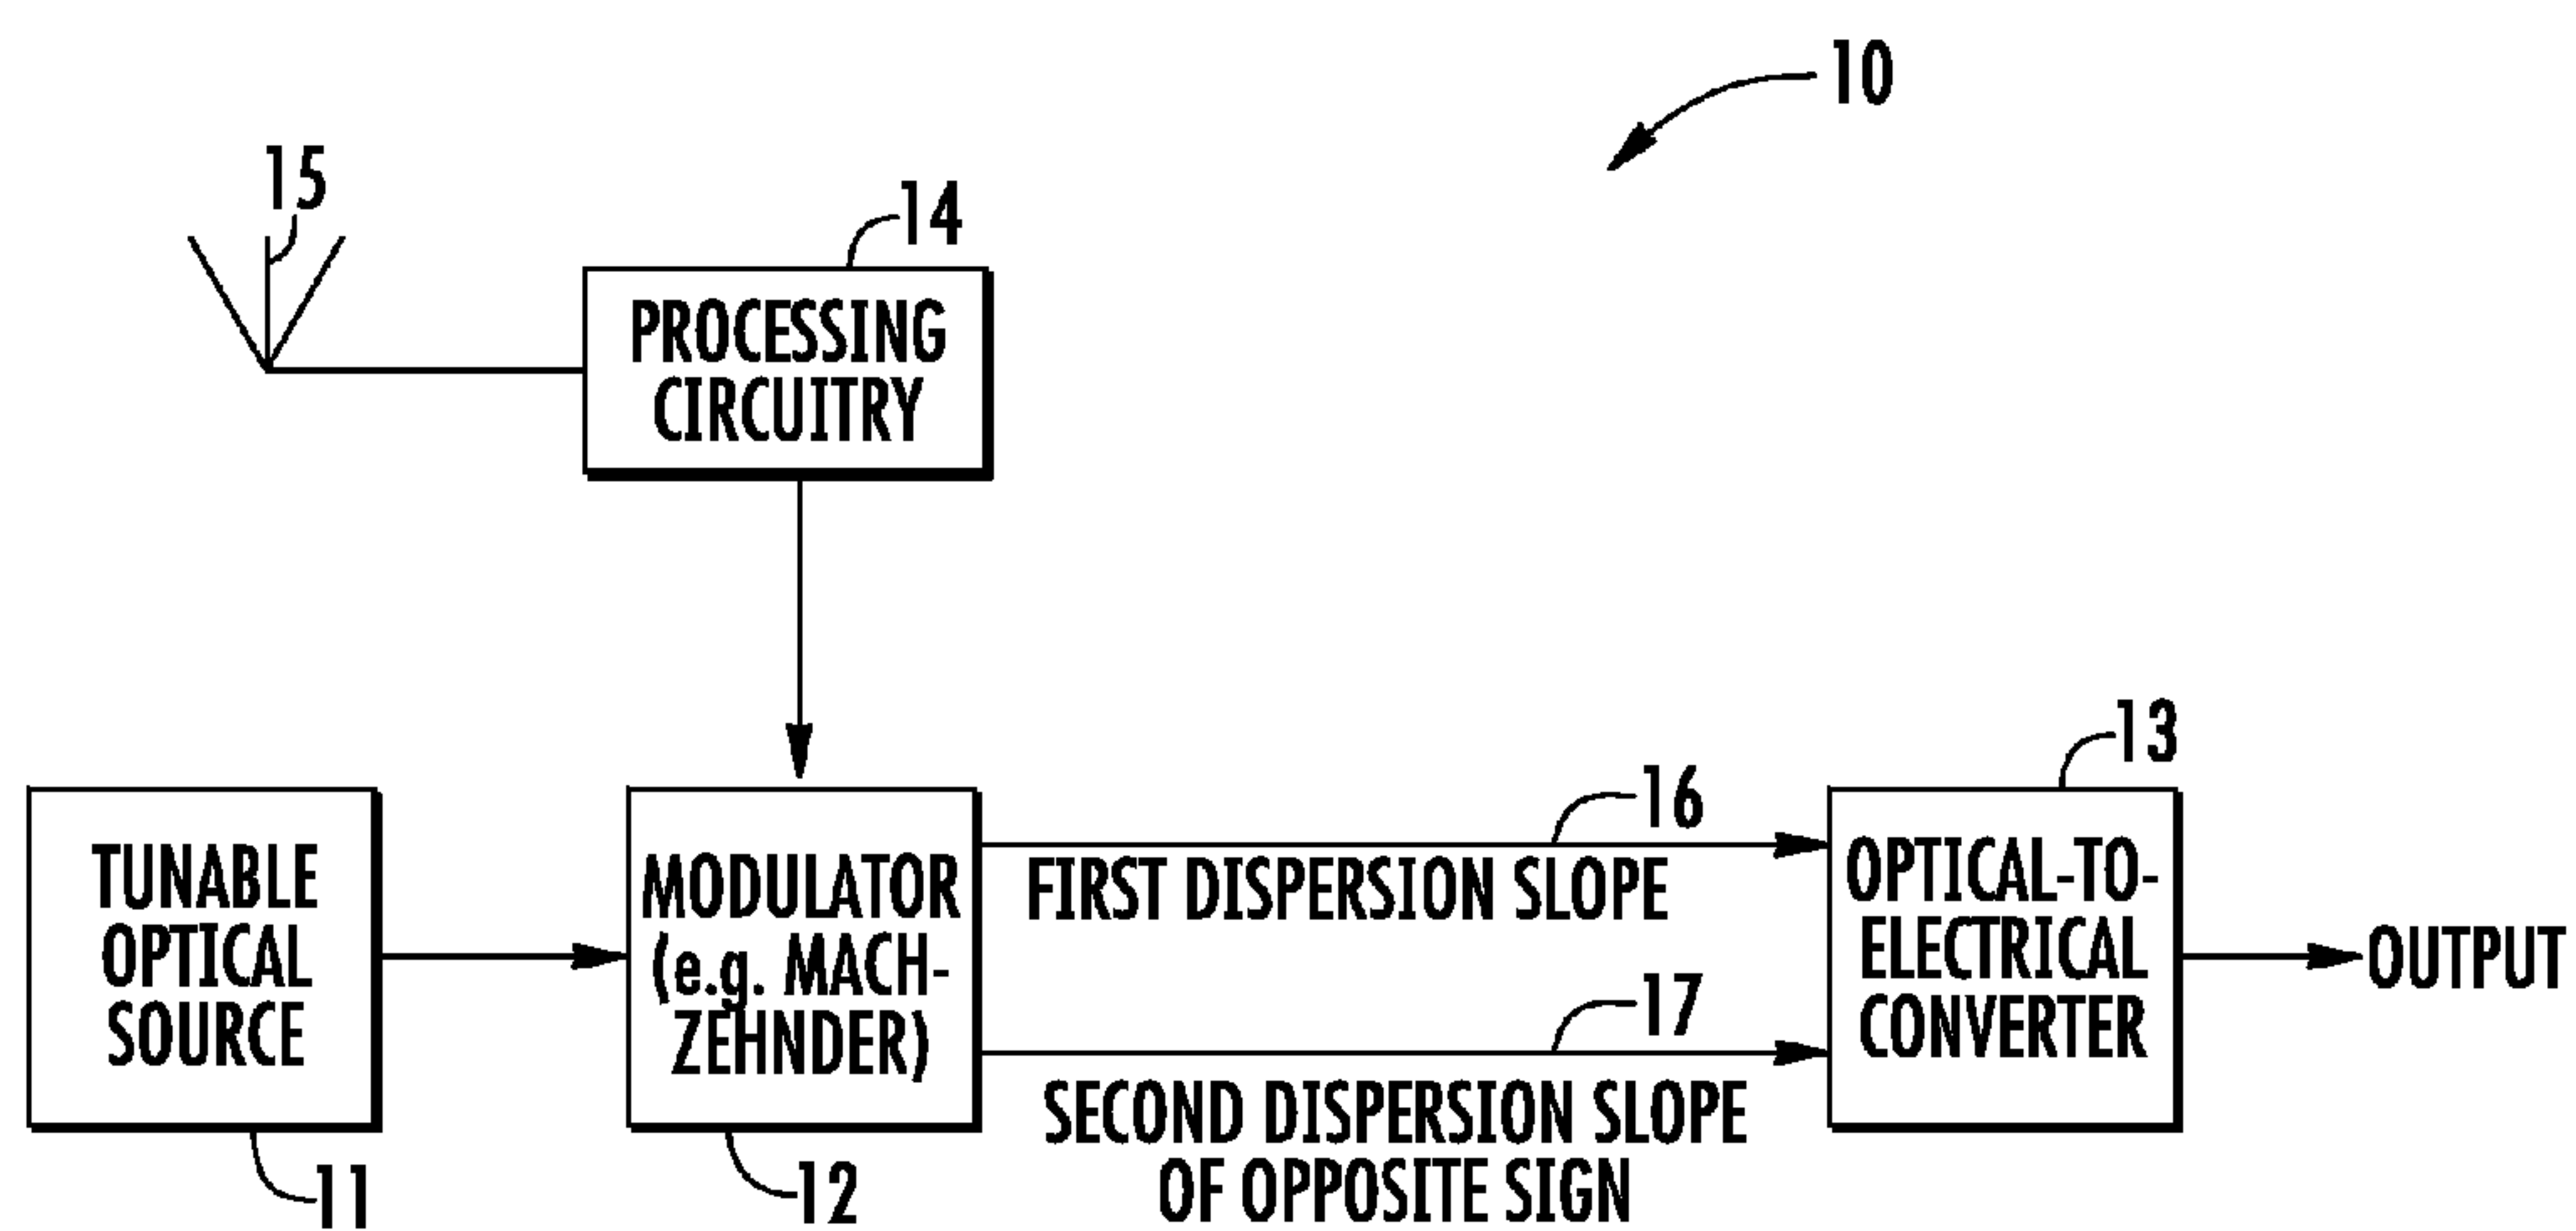 10
15
14
PROCESSING
CIRCUITRY
13
16
TUNABLE
OPTICAL
SOURCE
MODULATOR
(e.g. MACH-
ZEHNDER)
FIRST DISPERSION SLOPE
OPTICAL-TO-
ELECTRICAL
CONVERTER
OUTPUT
17
SECOND DISPERSION SLOPE
OF OPPOSITE SIGN
11
12